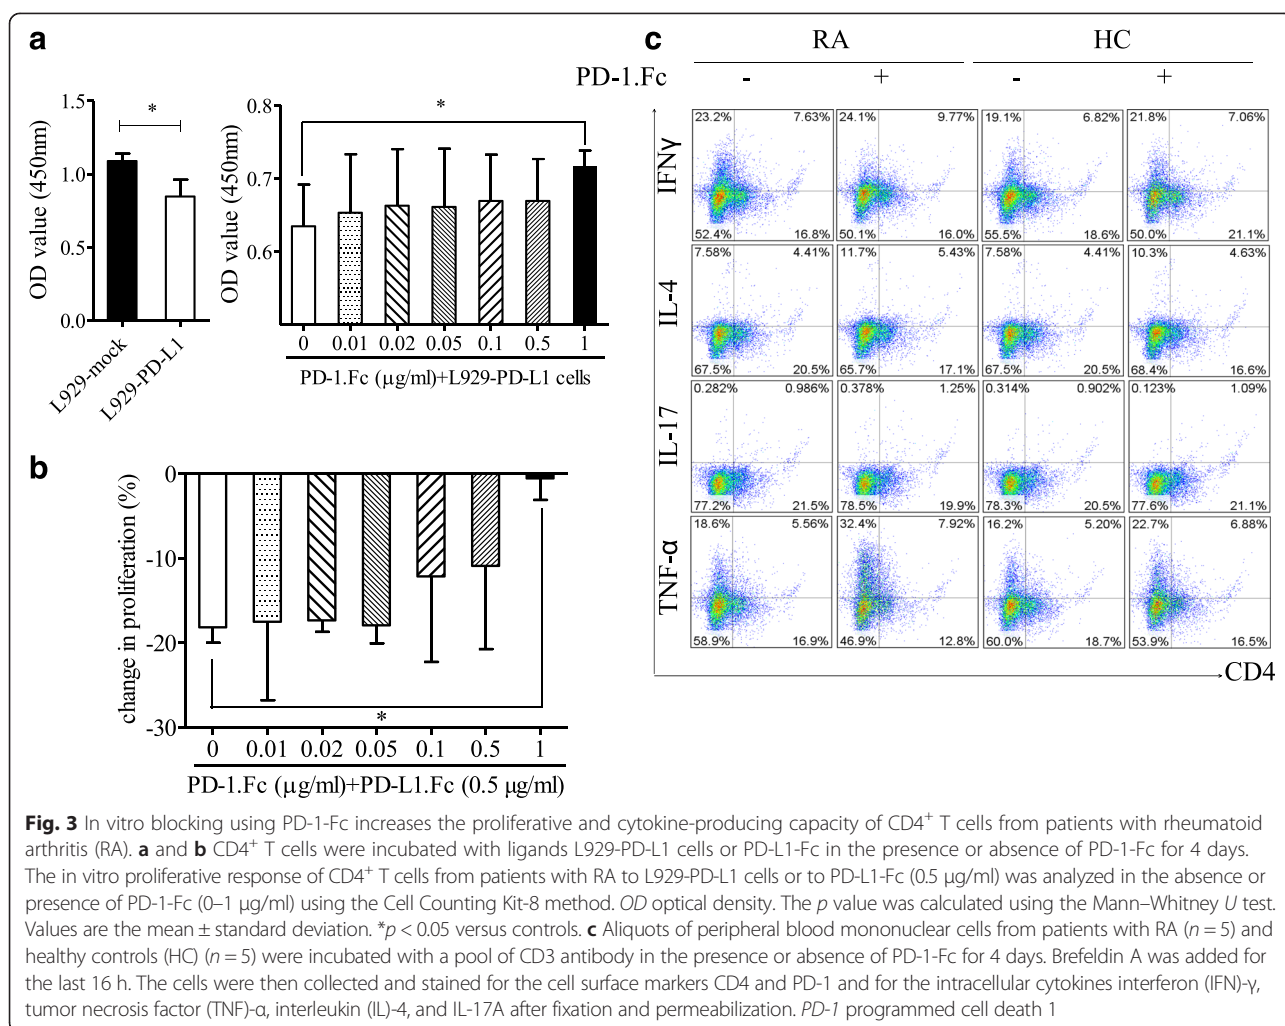 a
OD value (450nm)
1.5
1.0
0.5
0.0
*
L929-mock
L929-PD-L1
OD value (450nm)
0.8
0.7
0.6
*
0 0.01 0.02 0.05 0.1 0.5 1
PD-1.Fc (μg/ml)+L929-PD-L1 cells
b
change in proliferation (%)
0
-10
-20
-30
*
0 0.01 0.02 0.05 0.1 0.5 1
PD-1.Fc (μg/ml)+PD-L1.Fc (0.5 μg/ml)
c
RA HC
PD-1.Fc - + - +
IFNγ
23.2% 7.63% 24.1% 9.77% 19.1% 6.82% 21.8% 7.06%
52.4% 16.8% 50.1% 16.0% 55.5% 18.6% 50.0% 21.1%
IL-4
7.58% 4.41% 11.7% 5.43% 7.58% 4.41% 10.3% 4.63%
67.5% 20.5% 65.7% 17.1% 67.5% 20.5% 68.4% 16.6%
IL-17
0.282% 0.986% 0.378% 1.25% 0.314% 0.902% 0.123% 1.09%
77.2% 21.5% 78.5% 19.9% 78.3% 20.5% 77.6% 21.1%
TNF-α
18.6% 5.56% 32.4% 7.92% 16.2% 5.20% 22.7% 6.88%
58.9% 16.9% 46.9% 12.8% 60.0% 18.7% 53.9% 16.5%
CD4
Fig. 3 In vitro blocking using PD-1-Fc increases the proliferative and cytokine-producing capacity of CD4⁺ T cells from patients with rheumatoid
arthritis (RA). a and b CD4⁺ T cells were incubated with ligands L929-PD-L1 cells or PD-L1-Fc in the presence or absence of PD-1-Fc for 4 days.
The in vitro proliferative response of CD4⁺ T cells from patients with RA to L929-PD-L1 cells or to PD-L1-Fc (0.5 μg/ml) was analyzed in the absence or
presence of PD-1-Fc (0–1 μg/ml) using the Cell Counting Kit-8 method. OD optical density. The p value was calculated using the Mann–Whitney U test.
Values are the mean ± standard deviation. *p < 0.05 versus controls. c Aliquots of peripheral blood mononuclear cells from patients with RA (n = 5) and
healthy controls (HC) (n = 5) were incubated with a pool of CD3 antibody in the presence or absence of PD-1-Fc for 4 days. Brefeldin A was added for
the last 16 h. The cells were then collected and stained for the cell surface markers CD4 and PD-1 and for the intracellular cytokines interferon (IFN)-γ,
tumor necrosis factor (TNF)-α, interleukin (IL)-4, and IL-17A after fixation and permeabilization. PD-1 programmed cell death 1